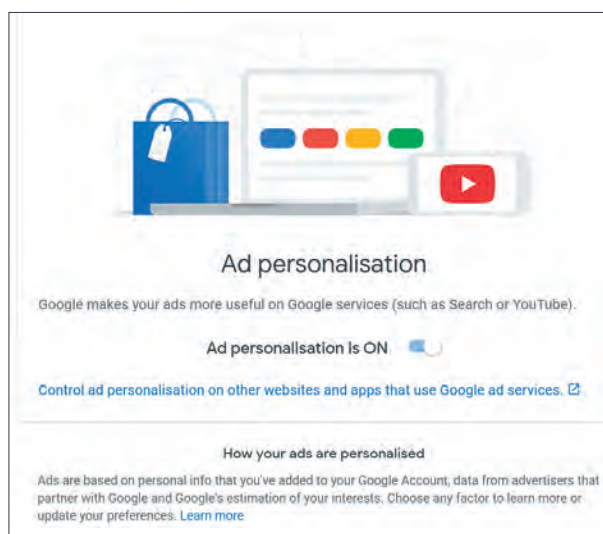 Ad personalisation
Google makes your ads more useful on Google services (such as Search or YouTube).
Ad personalisation is ON
Control ad personalisation on other websites and apps that use Google ad services.
How your ads are personalised
Ads are based on personal info that you've added to your Google Account, data from advertisers that
partner with Google and Google's estimation of your interests. Choose any factor to learn more or
update your preferences. Learn more